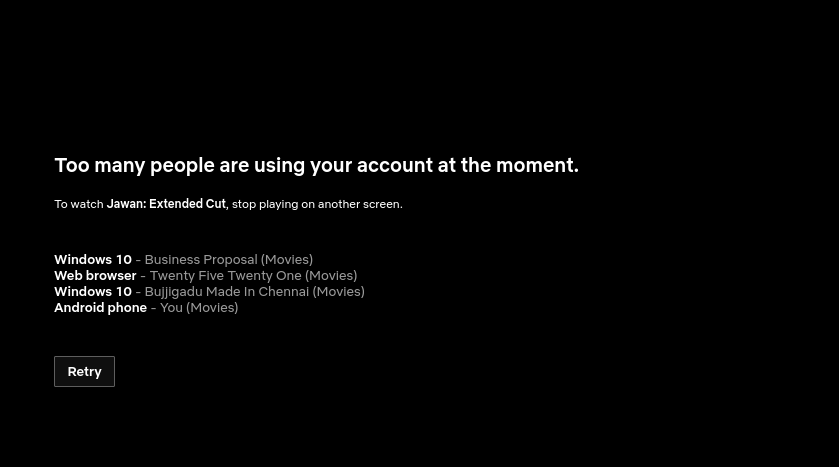 Too many people are using your account at the moment.
To watch Jawan: Extended Cut, stop playing on another screen.
Windows 10 - Business Proposal (Movies)
Web browser - Twenty Five Twenty One (Movies)
Windows 10 - Bujjigadu Made In Chennai (Movies)
Android phone - You (Movies)
Retry